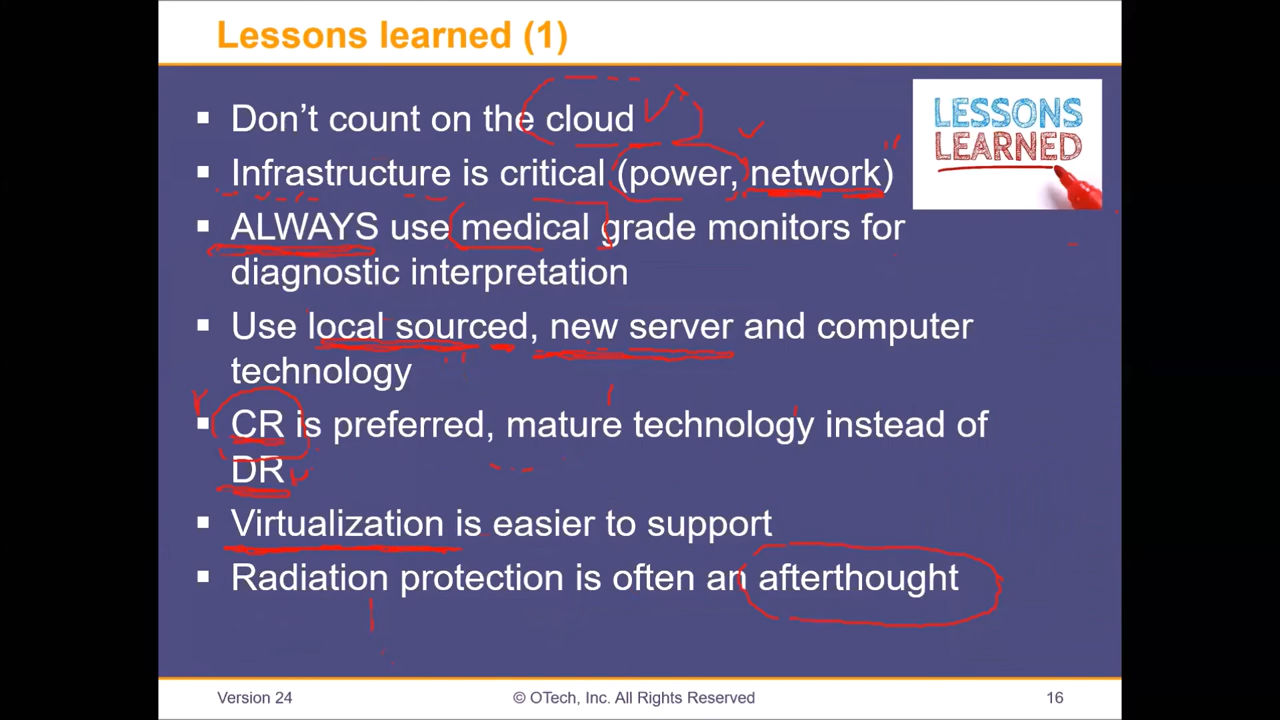 Lessons learned (1)
▪ Don’t count on the cloud
▪ Infrastructure is critical (power, network)
▪ ALWAYS use medical grade monitors for
diagnostic interpretation
▪ Use local sourced, new server and computer
technology
▪ CR is preferred, mature technology instead of
DR
▪ Virtualization is easier to support
▪ Radiation protection is often an afterthought
LESSONS
LEARNED
Version 24
© OTech, Inc. All Rights Reserved
16